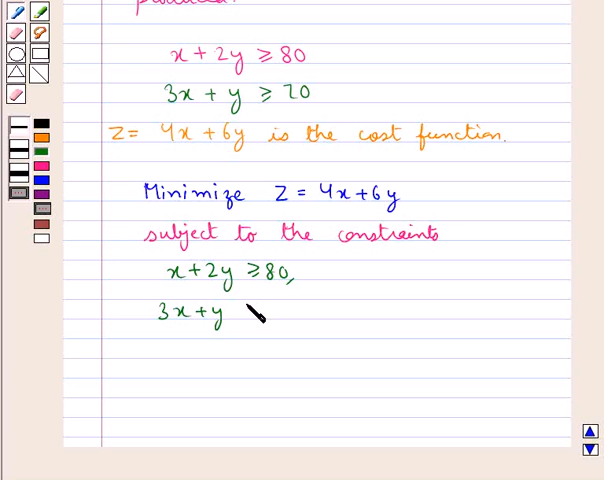 produced.
x + 2y ≥ 80
3x + y ≥ 70
Z = 4x + 6y is the cost function.
Minimize Z = 4x + 6y
subject to the constraints
x + 2y ≥ 80,
3x + y